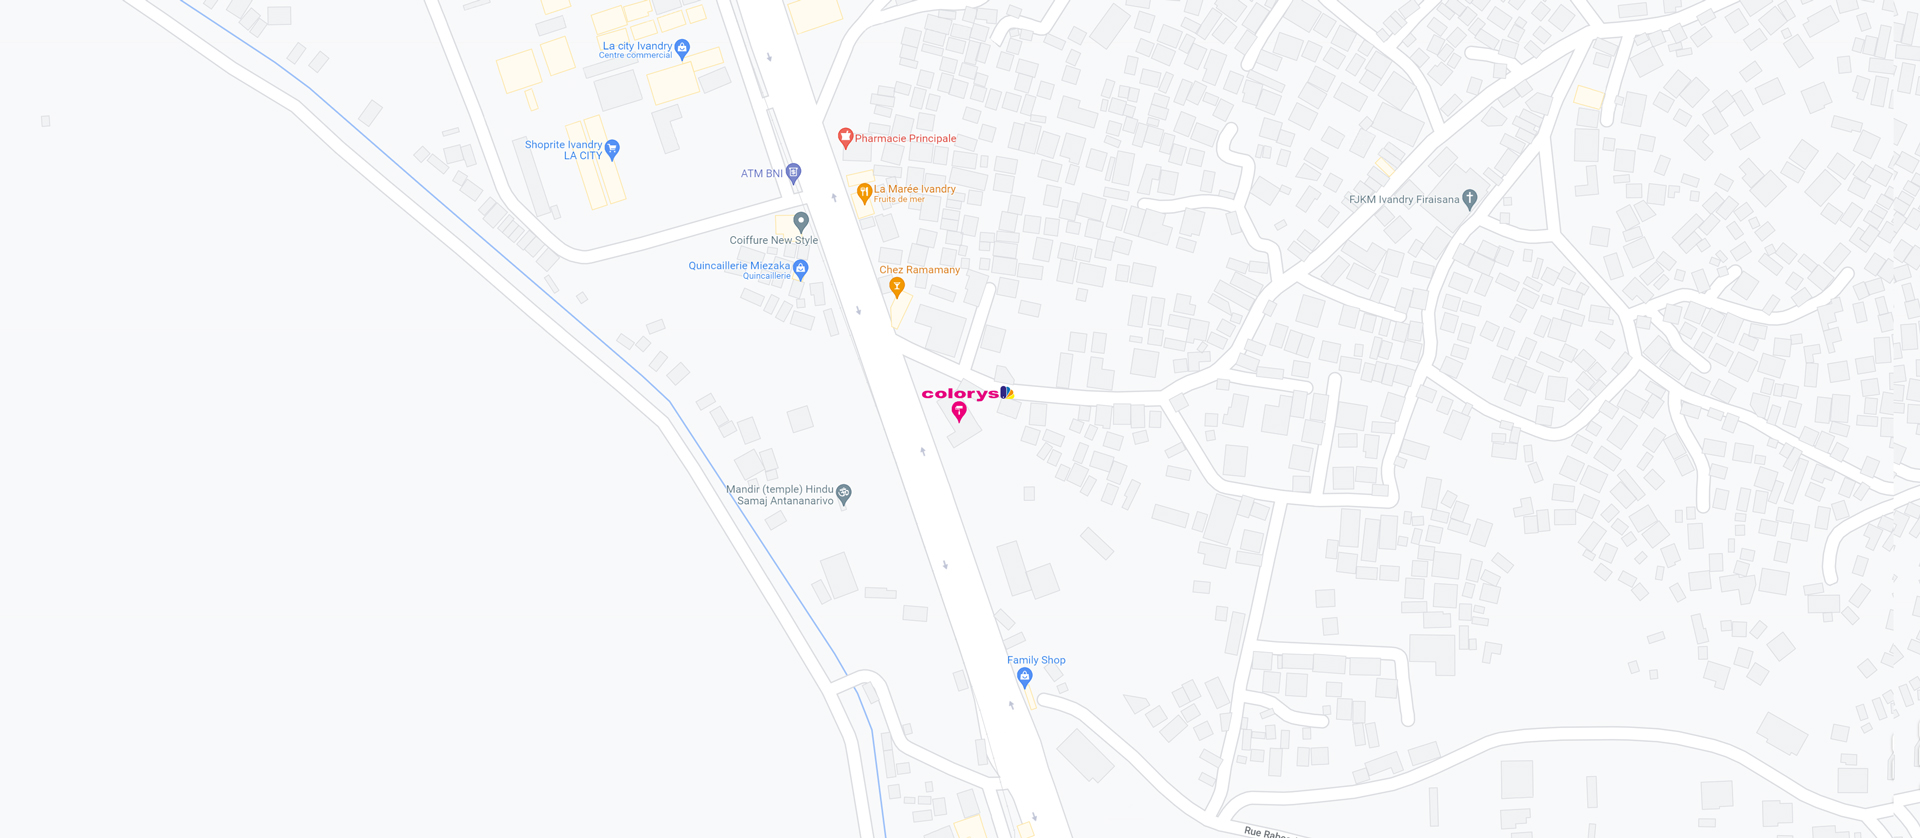 La city Ivandry
Centre commercial
Pharmacie Principale
Shoprite Ivandry
LA CITY
ATM BNI
La Marée Ivandry
Fruits de mer
FJKM Ivandry Firaisana
Coiffure New Style
Quincaillerie Miezaka
Quincaillerie
Chez Ramamany
colorys
Mandir (temple) Hindu
Samaj Antananarivo
Family Shop
Rue